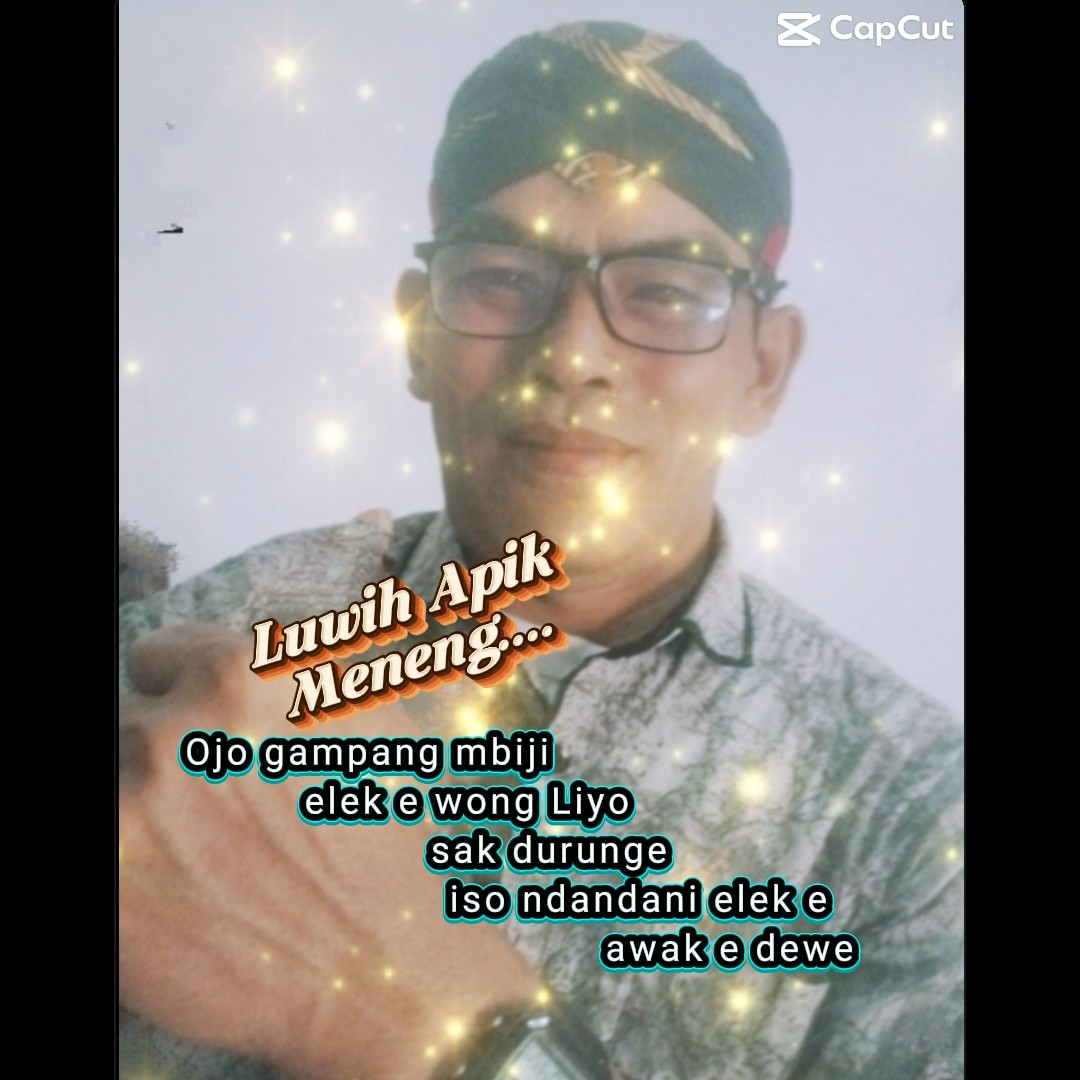 CapCut
Luwih Apik
Meneng....
Ojo gampang mbiji
elek e wong Liyo
sak durunge
iso ndandani elek e
awak e dewe